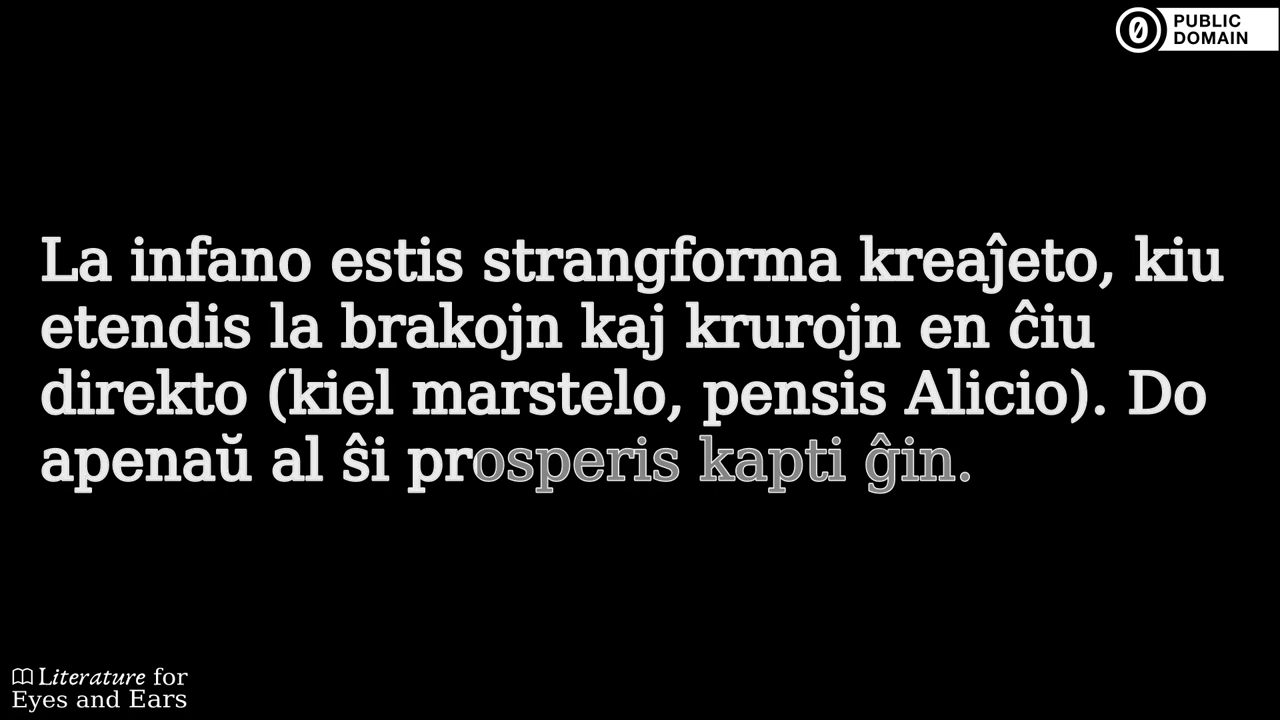 PUBLIC
DOMAIN
La infano estis strangforma kreaĵeto, kiu
etendis la brakojn kaj krurojn en ĉiu
direkto (kiel marstelo, pensis Alicio). Do
apenaŭ al ŝi prosperis kapti ĝin.
Literature for
Eyes and Ears